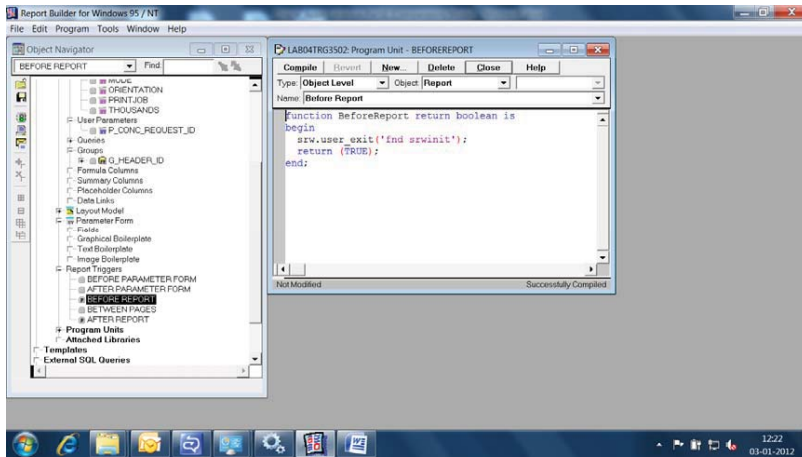 Report Builder for Windows 95 / NT
File Edit Program Tools Window Help
Object Navigator
BEFORE REPORT Find:
MODE
ORIENTATION
PRINTJOB
THOUSANDS
User Parameters
P_CONC_REQUEST_ID
Queries
Groups
G_HEADER_ID
Formula Columns
Summary Columns
Placeholder Columns
Data Links
Layout Model
Parameter Form
Fields
Graphical Boilerplate
Text Boilerplate
Image Boilerplate
Report Triggers
BEFORE PARAMETER FORM
AFTER PARAMETER FORM
BEFORE REPORT
BETWEEN PAGES
AFTER REPORT
Program Units
Attached Libraries
Templates
External SQL Queries
LAB04TRG3502: Program Unit - BEFOREREPORT
Compile Revert New... Delete Close Help
Type: Object Level Object: Report
Name: Before Report
function BeforeReport return boolean is
begin
srw.user_exit('fnd srwinit');
return (TRUE);
end;
Not Modified Successfully Compiled
12:22
03-01-2012